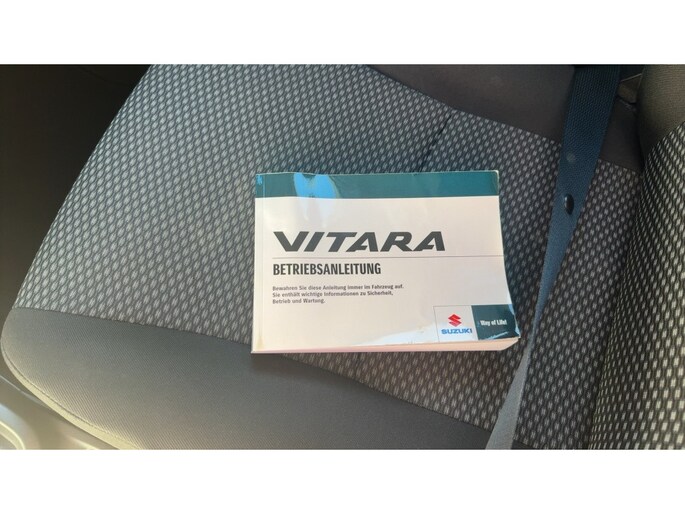 VITARA
BETRIEBSANLEITUNG
Bewahren Sie diese Anleitung immer im Fahrzeug auf.
Sie enthält wichtige Informationen zu Sicherheit,
Betrieb und Wartung.
SUZUKI
Way of Life!